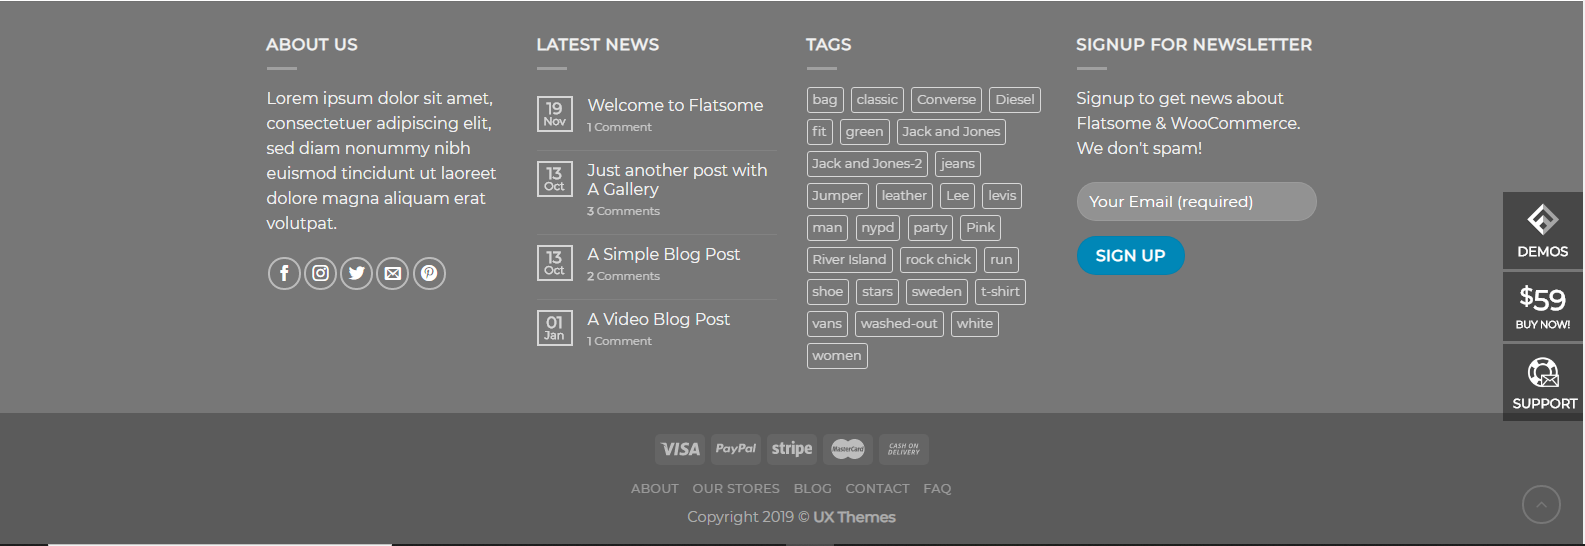 ABOUT US
Lorem ipsum dolor sit amet,
consectetuer adipiscing elit,
sed diam nonummy nibh
euismod tincidunt ut laoreet
dolore magna aliquam erat
volutpat.
LATEST NEWS
19
Nov
Welcome to Flatsome
1 Comment
13
Oct
Just another post with
A Gallery
3 Comments
13
Oct
A Simple Blog Post
2 Comments
01
Jan
A Video Blog Post
1 Comment
TAGS
bag classic Converse Diesel
fit green Jack and Jones
Jack and Jones-2 jeans
Jumper leather Lee levis
man nypd party Pink
River Island rock chick run
shoe stars sweden t-shirt
vans washed-out white
women
SIGNUP FOR NEWSLETTER
Signup to get news about
Flatsome & WooCommerce.
We don't spam!
Your Email (required)
SIGN UP
DEMOS
$59
BUY NOW!
SUPPORT
VISA PayPal stripe MasterCard CASH ON
DELIVERY
ABOUT OUR STORES BLOG CONTACT FAQ
Copyright 2019 © UX Themes